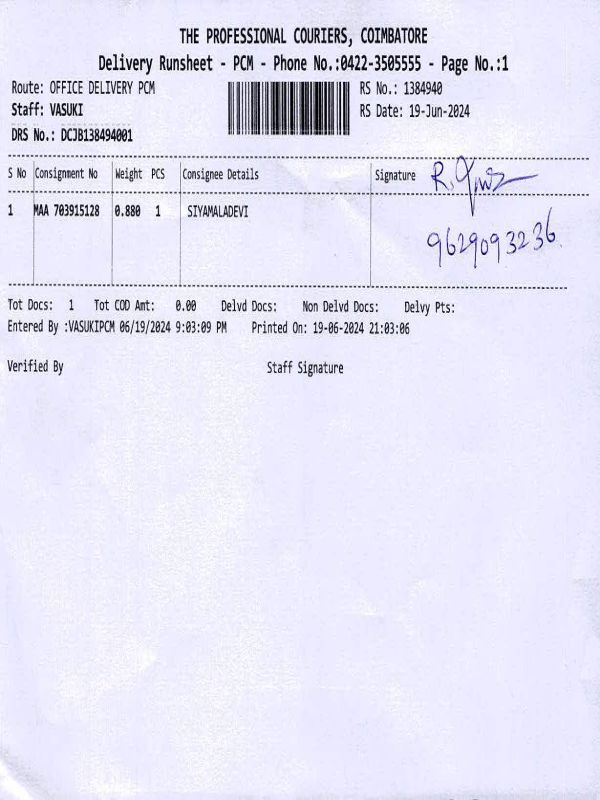 THE PROFESSIONAL COURIERS, COIMBATORE
Delivery Runsheet - PCM - Phone No.:0422-3505555 - Page No.:1
Route: OFFICE DELIVERY PCM RS No.: 1384940
Staff: VASUKI RS Date: 19-Jun-2024
DRS No.: DCJB138494001
S No Consignment No Weight PCS Consignee Details Signature R.
1 MAA 703915128 0.880 1 SIYAMALADEVI
9629093236
Tot Docs: 1 Tot COD Amt: 0.00 Delvd Docs: Non Delvd Docs: Delvy Pts:
Entered By :VASUKIPCM 06/19/2024 9:03:09 PM Printed On: 19-06-2024 21:03:06
Verified By Staff Signature